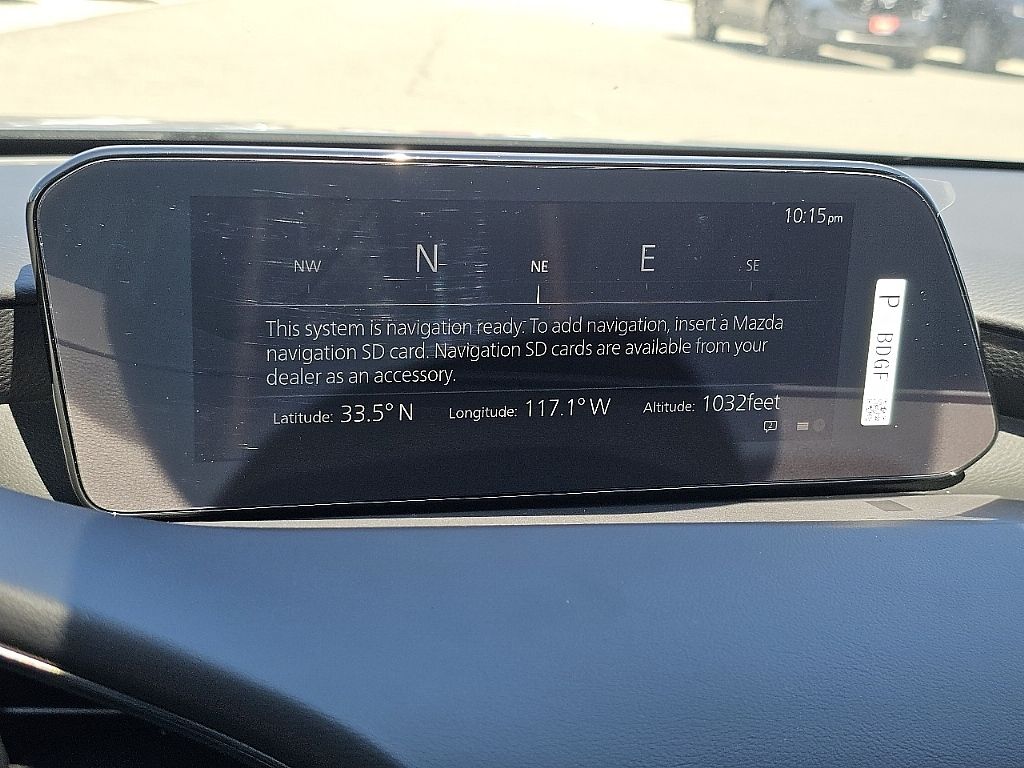 10:15pm
NW N NE E SE
This system is navigation ready. To add navigation, insert a Mazda
navigation SD card. Navigation SD cards are available from your
dealer as an accessory.
Latitude: 33.5° N Longitude: 117.1° W Altitude: 1032feet
2
P BDGF